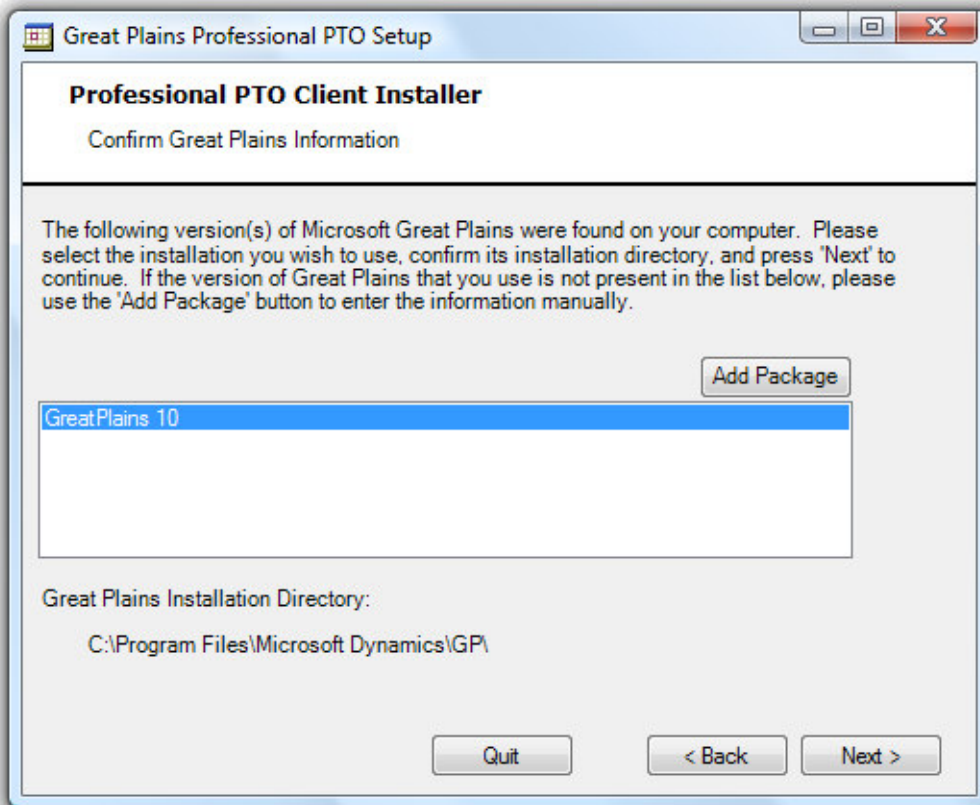 Great Plains Professional PTO Setup
Professional PTO Client Installer
Confirm Great Plains Information
The following version(s) of Microsoft Great Plains were found on your computer. Please
select the installation you wish to use, confirm its installation directory, and press 'Next' to
continue. If the version of Great Plains that you use is not present in the list below, please
use the 'Add Package' button to enter the information manually.
Add Package
GreatPlains 10
Great Plains Installation Directory:
C:\Program Files\Microsoft Dynamics\GP\
Quit
< Back
Next >